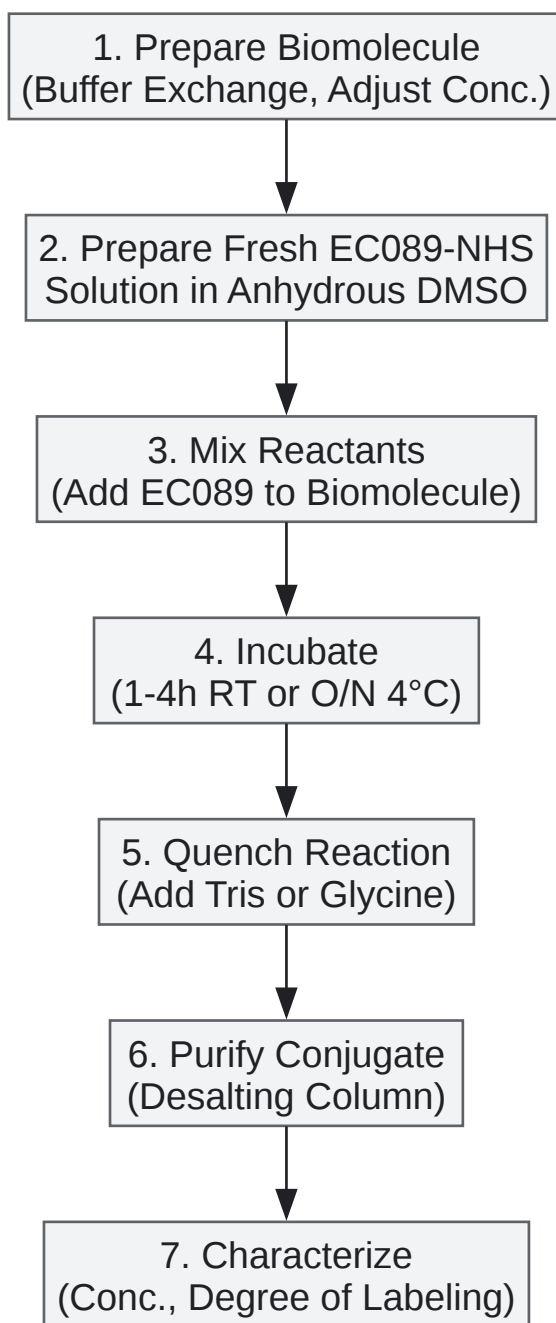 1. Prepare Biomolecule
(Buffer Exchange, Adjust Conc.)
2. Prepare Fresh EC089-NHS
Solution in Anhydrous DMSO
3. Mix Reactants
(Add EC089 to Biomolecule)
4. Incubate
(1-4h RT or O/N 4°C)
5. Quench Reaction
(Add Tris or Glycine)
6. Purify Conjugate
(Desalting Column)
7. Characterize
(Conc., Degree of Labeling)